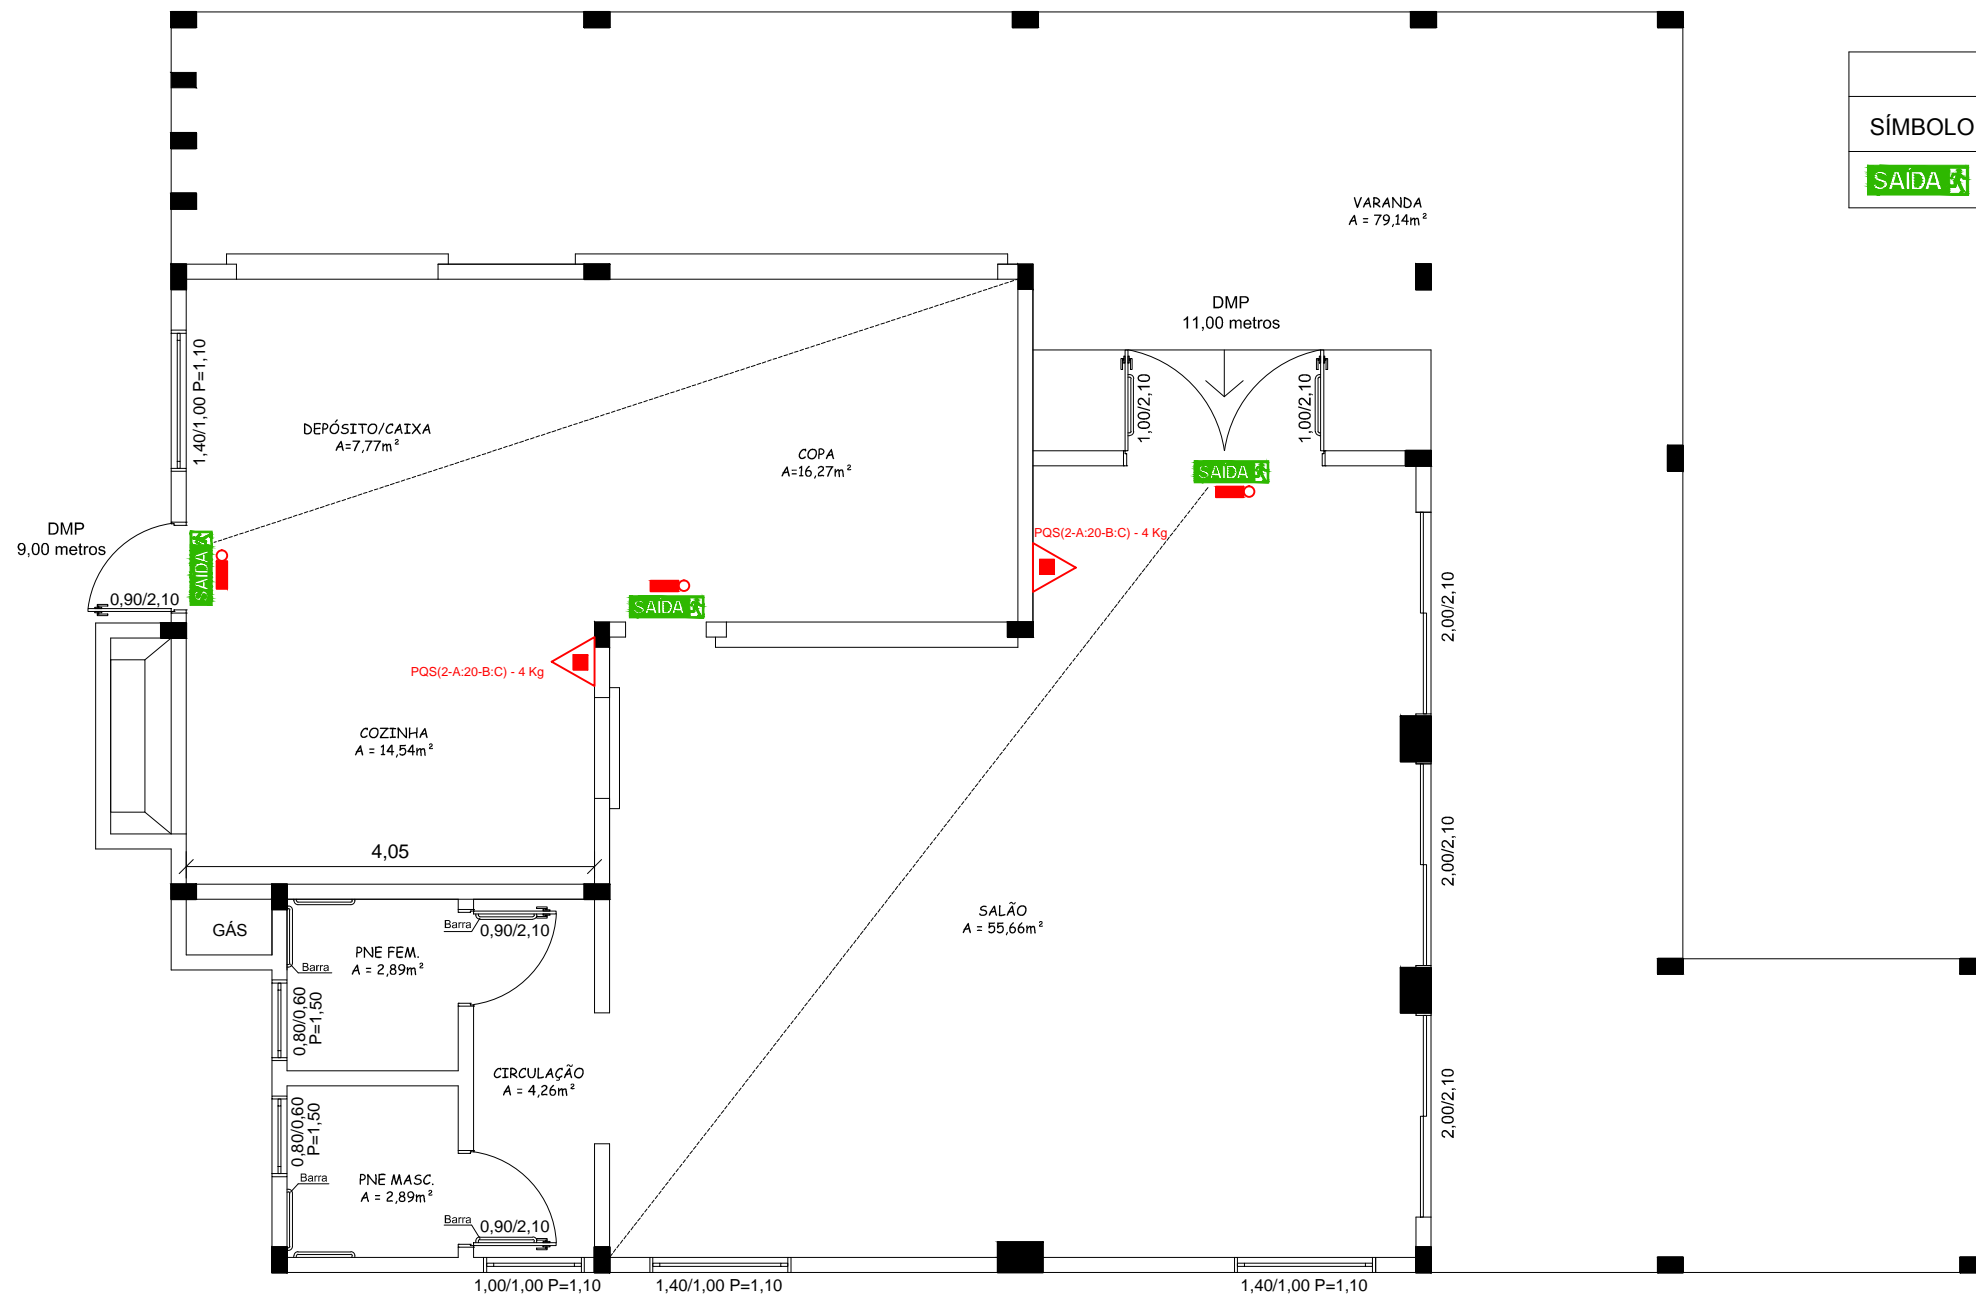 SÍMBOLO
SAÍDA
VARANDA
A = 79,14m²
DMP
11,00 metros
1,40/1,00 P=1,10
DEPÓSITO/CAIXA
A=7,77m²
COPA
A=16,27m²
1,00/2,10
1,00/2,10
SAÍDA
DMP
9,00 metros
SAÍDA
0,90/2,10
PQS(2-A:20-B:C) - 4 Kg
SAÍDA
2,00/2,10
PQS(2-A:20-B:C) - 4 Kg
COZINHA
A = 14,54m²
4,05
2,00/2,10
GÁS
Barra
0,90/2,10
PNE FEM.
A = 2,89m²
Barra
SALÃO
A = 55,66m²
0,80/0,60
P=1,50
CIRCULAÇÃO
A = 4,26m²
2,00/2,10
0,80/0,60
P=1,50
Barra
PNE MASC.
A = 2,89m²
Barra
0,90/2,10
1,00/1,00 P=1,10
1,40/1,00 P=1,10
1,40/1,00 P=1,10